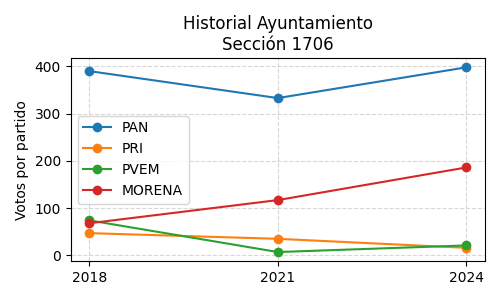 Historial Ayuntamiento
Sección 1706
Votos por partido
400
300
200
100
0
PAN
PRI
PVEM
MORENA
2018
2021
2024